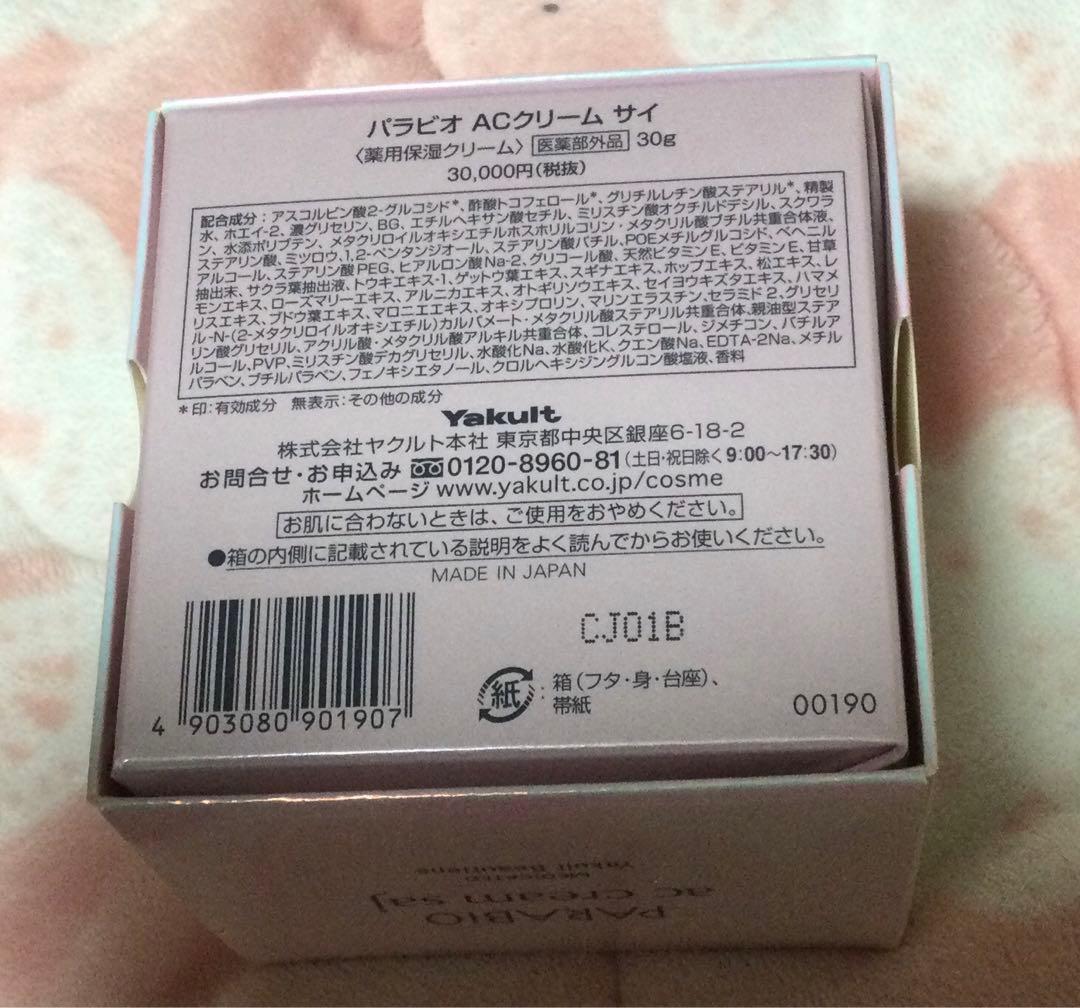 パラビオ ACクリーム サイ
〈薬用保湿クリーム〉 医薬部外品 30g
30,000円(税抜)
配合成分：アスコルビン酸2-グルコシド*、酢酸トコフェロール*、グリチルレチン酸ステアリル*、精製
水、ホエイ-2、濃グリセリン、BG、エチルヘキサン酸セチル、ミリスチン酸オクチルドデシル、スクワラ
ン、水添ポリブテン、メタクリロイルオキシエチルホスホリルコリン・メタクリル酸ブチル共重合体液、
ステアリン酸、ミツロウ、1,2-ペンタンジオール、ステアリン酸バチル、POEメチルグルコシド、ベヘニル
アルコール、ステアリン酸PEG、ヒアルロン酸Na-2、グリコール酸、天然ビタミンE、ビタミンE、甘草
抽出末、サクラ葉抽出液、トウキエキス-1、ゲットウ葉エキス、スギナエキス、ホップエキス、松エキス、レ
モンエキス、ローズマリーエキス、アルニカエキス、オトギリソウエキス、セイヨウキズタエキス、ハマメ
リスエキス、ブドウ葉エキス、マロニエエキス、オキシプロリン、マリンエラスチン、セラミド2、グリセリ
ル-N-(2-メタクリロイルオキシエチル)カルバメート・メタクリル酸ステアリル共重合体、親油型ステア
リン酸グリセリル、アクリル酸・メタクリル酸アルキル共重合体、コレステロール、ジメチコン、バチルア
ルコール、PVP、ミリスチン酸デカグリセリル、水酸化Na、水酸化K、クエン酸Na、EDTA-2Na、メチル
パラベン、ブチルパラベン、フェノキシエタノール、クロルヘキシジングルコン酸塩液、香料
*印：有効成分 無表示：その他の成分
Yakult
株式会社ヤクルト本社 東京都中央区銀座6-18-2
お問合せ・お申込み 0120-8960-81(土日・祝日除く9:00〜17:30)
ホームページ www.yakult.co.jp/cosme
お肌に合わないときは、ご使用をおやめください。
●箱の内側に記載されている説明をよく読んでからお使いください。
MADE IN JAPAN
CJ01B
紙：箱(フタ・身・台座)、
帯紙
4 903080 901907
00190
PARABIO
ac cream saj
MEDICATED
Yakult Beautiens